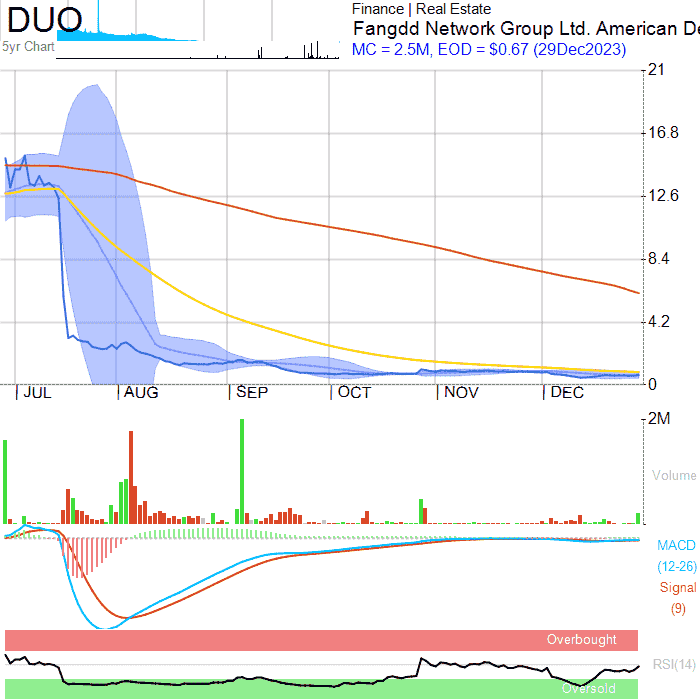 DUO
5yr Chart
Finance | Real Estate
Fangdd Network Group Ltd. American De
MC = 2.5M, EOD = $0.67 (29Dec2023)
21
16.8
12.6
8.4
4.2
0
JUL AUG SEP OCT NOV DEC
2M
Volume
MACD
(12-26)
Signal
(9)
Overbought
RSI(14)
Oversold